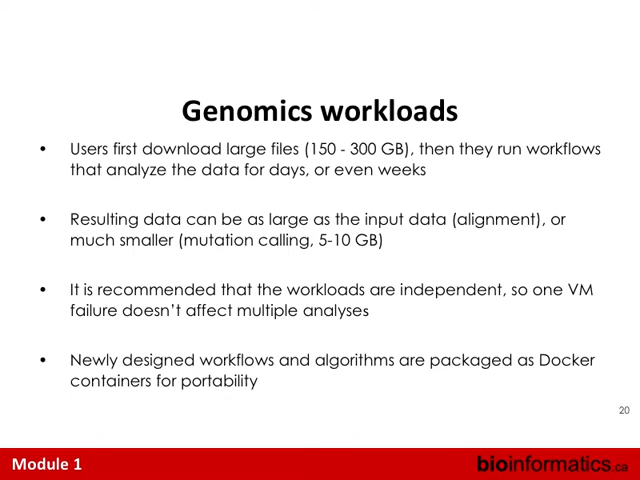 Genomics workloads
• Users first download large files (150 - 300 GB), then they run workflows
that analyze the data for days, or even weeks
• Resulting data can be as large as the input data (alignment), or
much smaller (mutation calling, 5-10 GB)
• It is recommended that the workloads are independent, so one VM
failure doesn’t affect multiple analyses
• Newly designed workflows and algorithms are packaged as Docker
containers for portability
20
Module 1
bioinformatics.ca